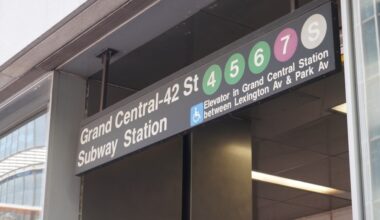 Grand Central-42 St 4 5 6 7 S
Subway Station
Elevator in Grand Central Station
between Lexington Av & Park Av